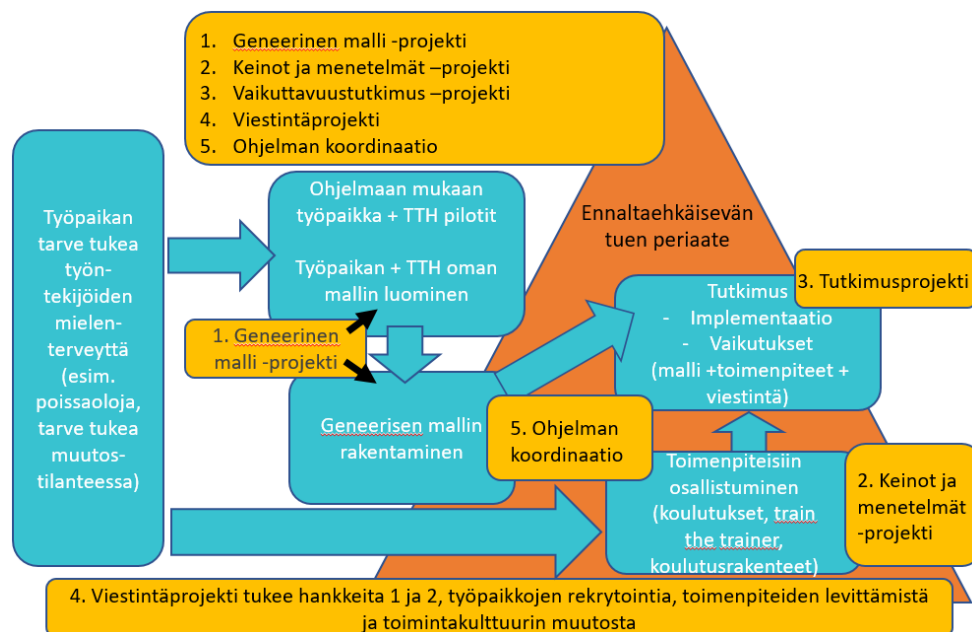 1. Geneerinen malli -projekti
2. Keinot ja menetelmät –projekti
3. Vaikuttavuustutkimus –projekti
4. Viestintäprojekti
5. Ohjelman koordinaatio
Työpaikan
tarve tukea
työn-
tekijöiden
mielen-
terveyttä
(esim.
poissaoloja,
tarve tukea
muutos-
tilanteessa)
Ohjelmaan mukaan
työpaikka + TTH pilotit
Työpaikan + TTH oman
mallin luominen
Ennaltaehkäisevän
tuen periaate
3. Tutkimusprojekti
Tutkimus
- Implementaatio
- Vaikutukset
(malli +toimenpiteet +
viestintä)
1. Geneerinen
malli -projekti
Geneerisen mallin
rakentaminen
5. Ohjelman
koordinaatio
Toimenpiteisiin
osallistuminen
(koulutukset, train
the trainer,
koulutusrakenteet)
2. Keinot ja
menetelmät
-projekti
4. Viestintäprojekti tukee hankkeita 1 ja 2, työpaikkojen rekrytointia, toimenpiteiden levittämistä
ja toimintakulttuurin muutosta